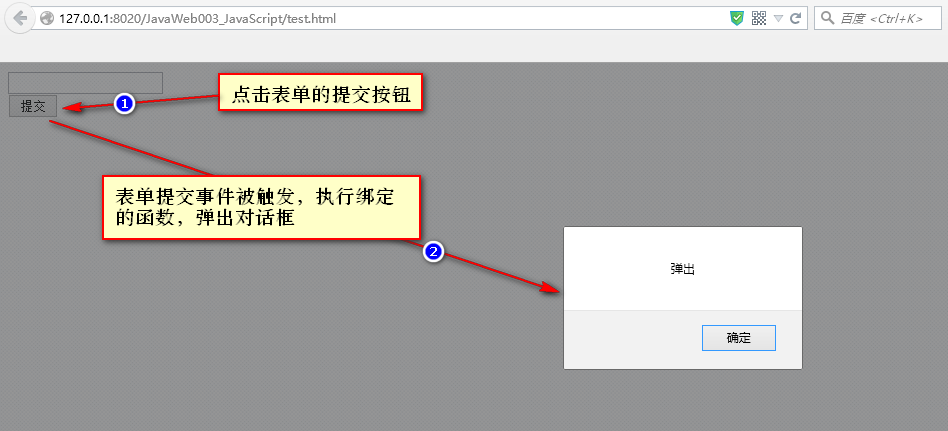 127.0.0.1:8020/JavaWeb003_JavaScript/test.html
百度 <Ctrl+K>
提交
1
点击表单的提交按钮
表单提交事件被触发，执行绑定
的函数，弹出对话框
2
弹出
确定